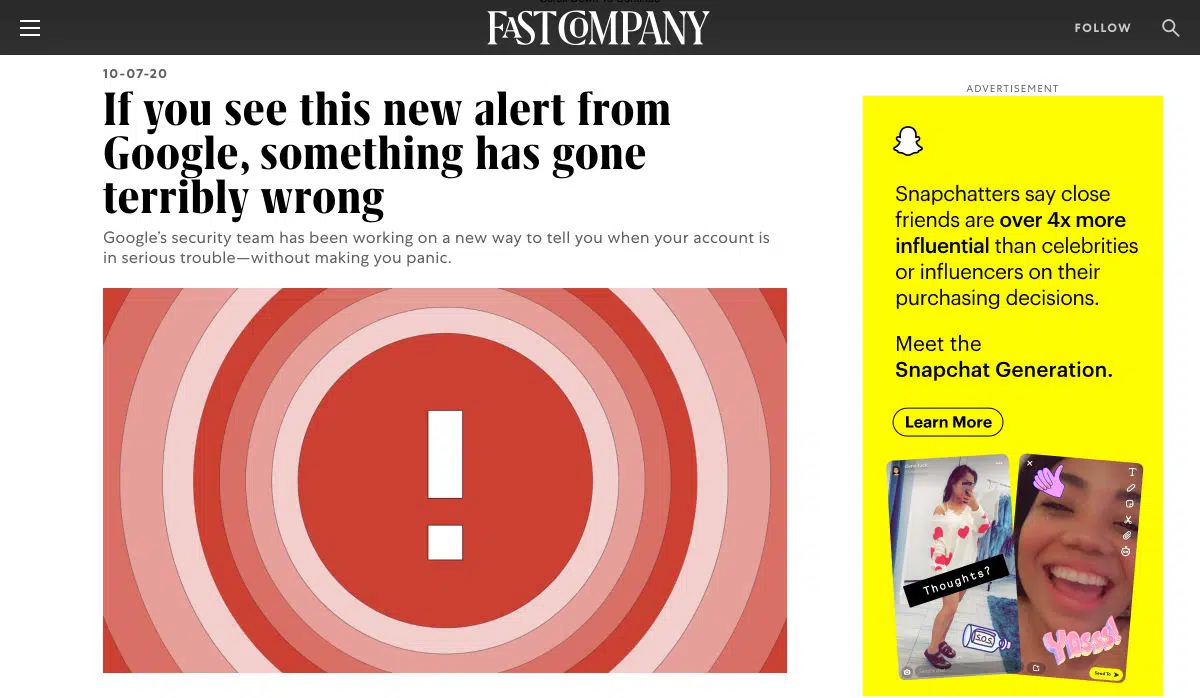 FAST COMPANY
FOLLOW
10-07-20
If you see this new alert from
Google, something has gone
terribly wrong
Google’s security team has been working on a new way to tell you when your account is
in serious trouble—without making you panic.
!
ADVERTISEMENT
Snapchatters say close
friends are over 4x more
influential than celebrities
or influencers on their
purchasing decisions.
Meet the
Snapchat Generation.
Learn More
Thoughts?
S.O.S.
T
Yasss!
Send To